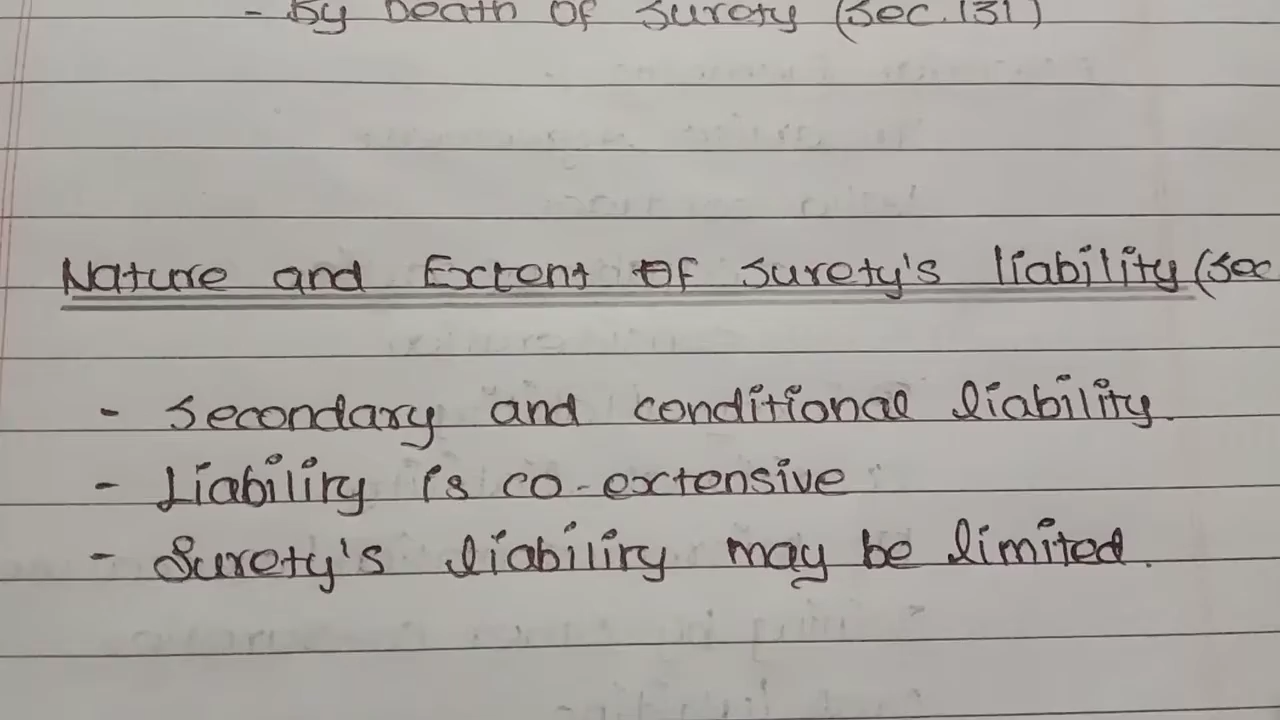 - By Death Of Surety (Sec. 131)
Nature and Extent Of Surety's liability (Sec
- Secondary and conditional liability.
- Liability is co-extensive
- Surety's liability may be limited.